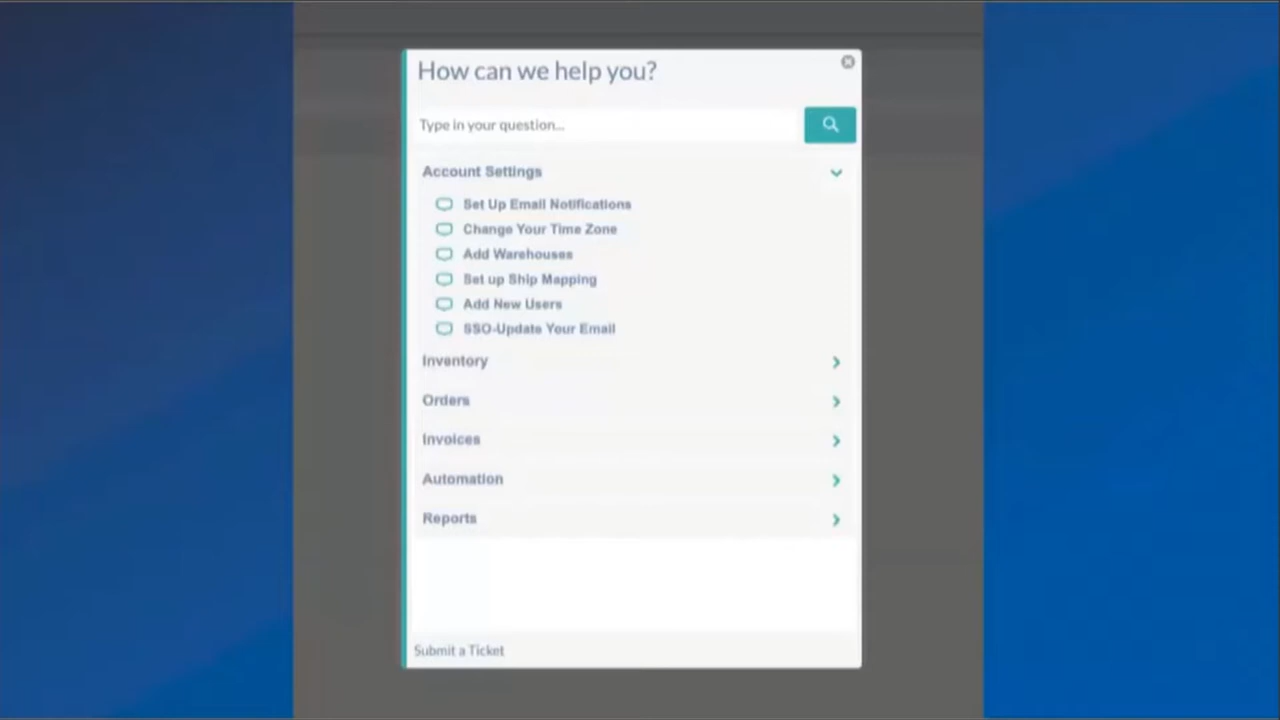 How can we help you?
Type in your question...
Account Settings
Set Up Email Notifications
Change Your Time Zone
Add Warehouses
Set up Ship Mapping
Add New Users
SSO-Update Your Email
Inventory
Orders
Invoices
Automation
Reports
Submit a Ticket